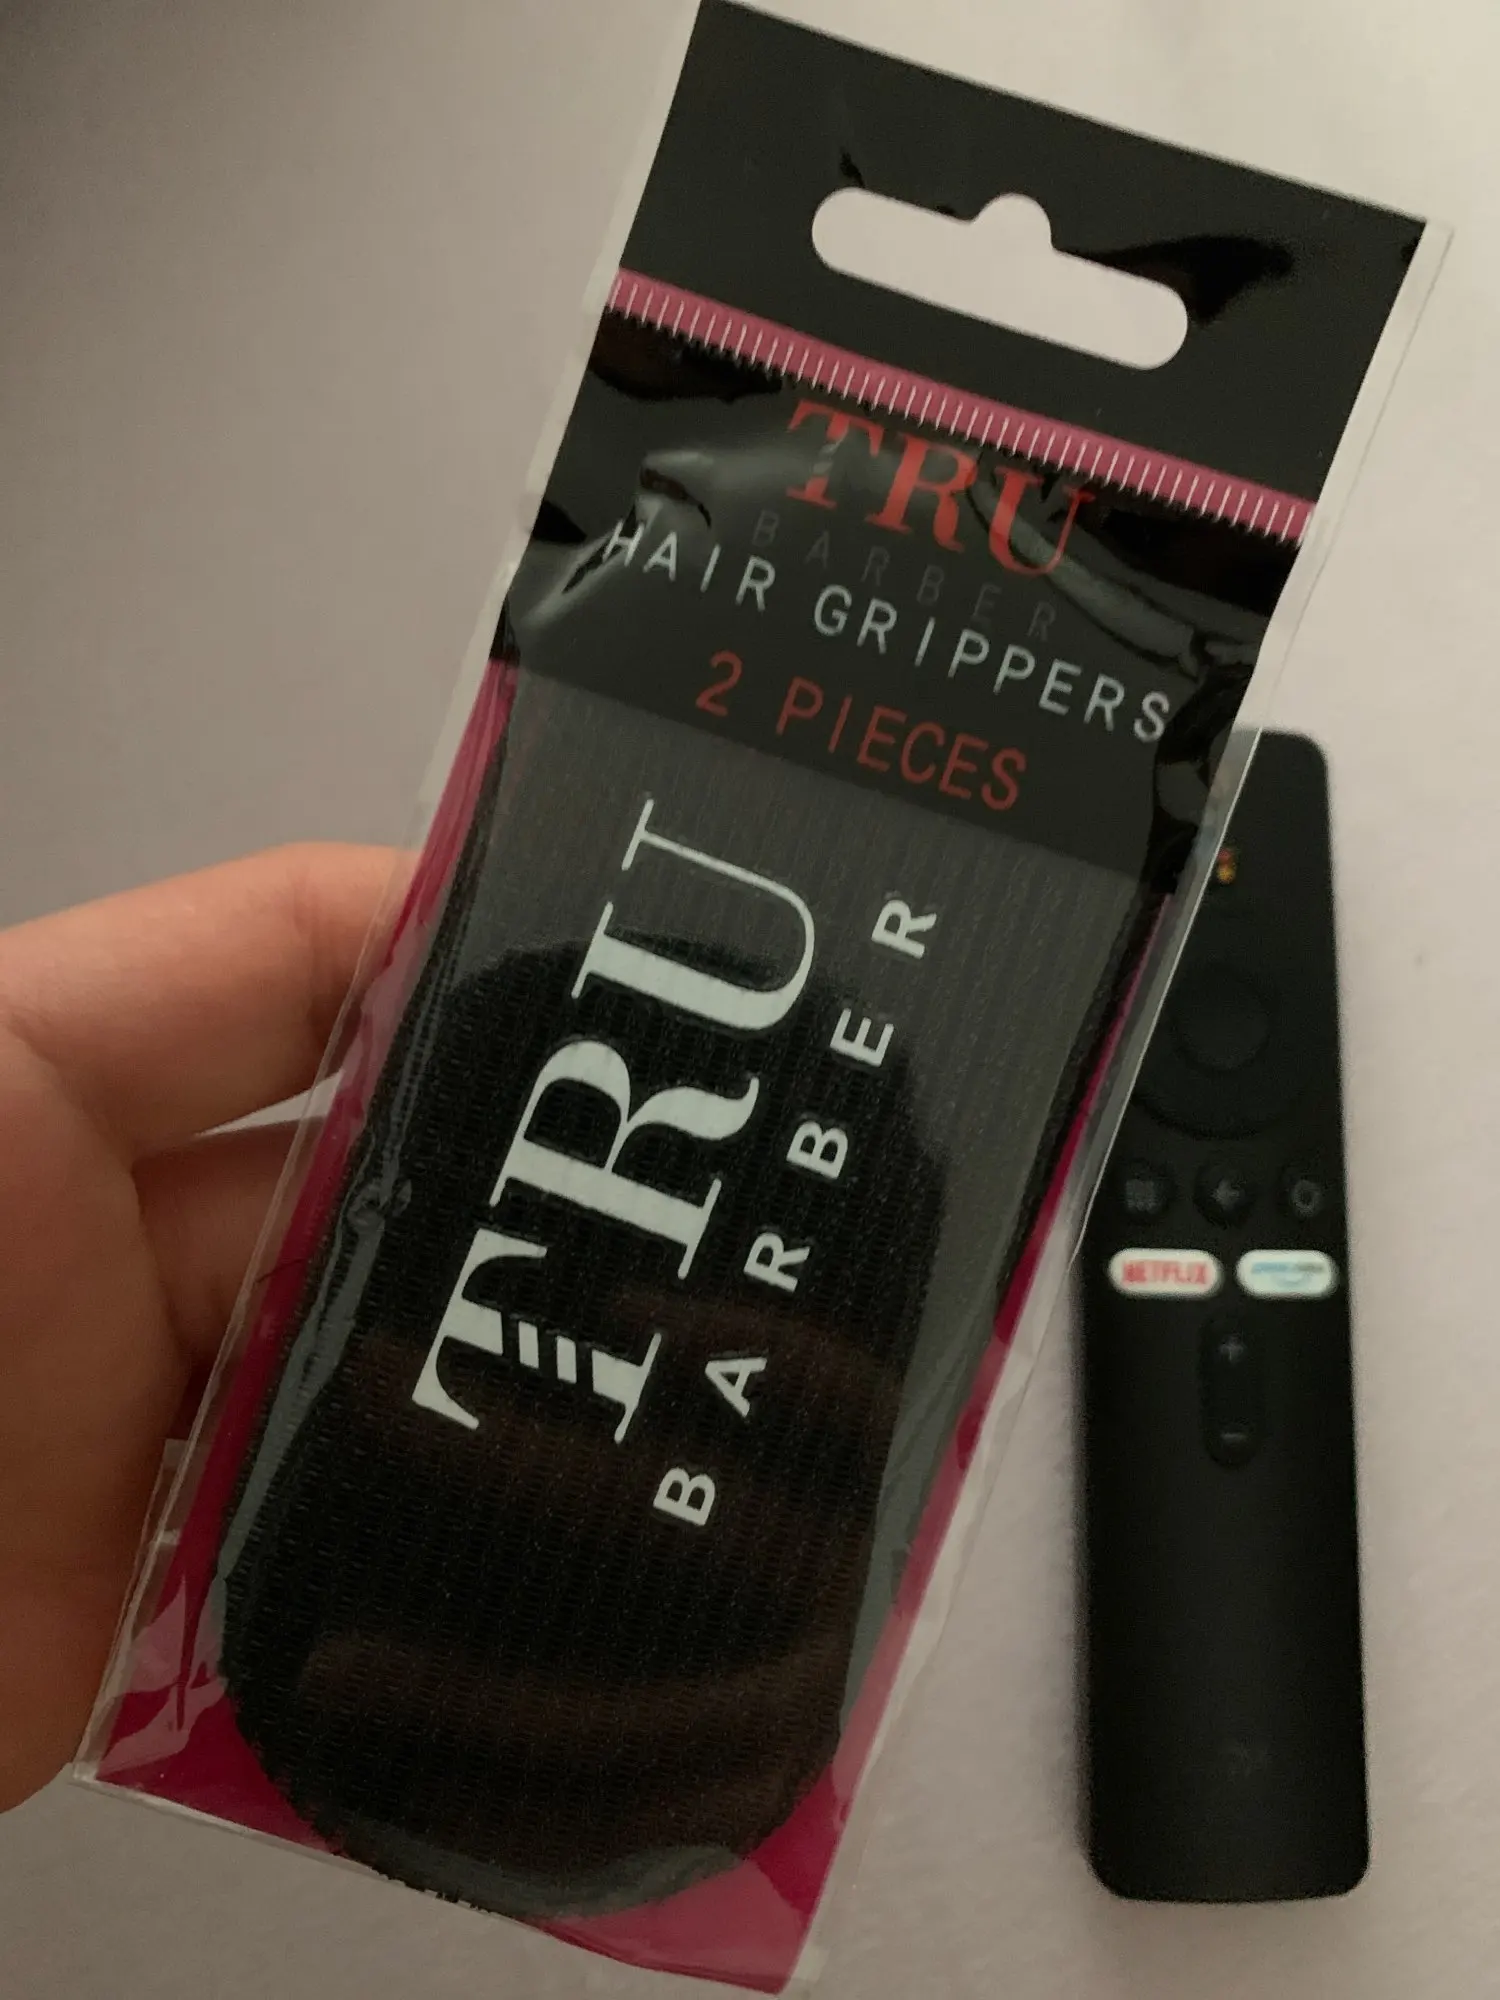 TRU
BARBER
HAIR GRIPPERS
2 PIECES
TRU
BARBER
NETFLIX